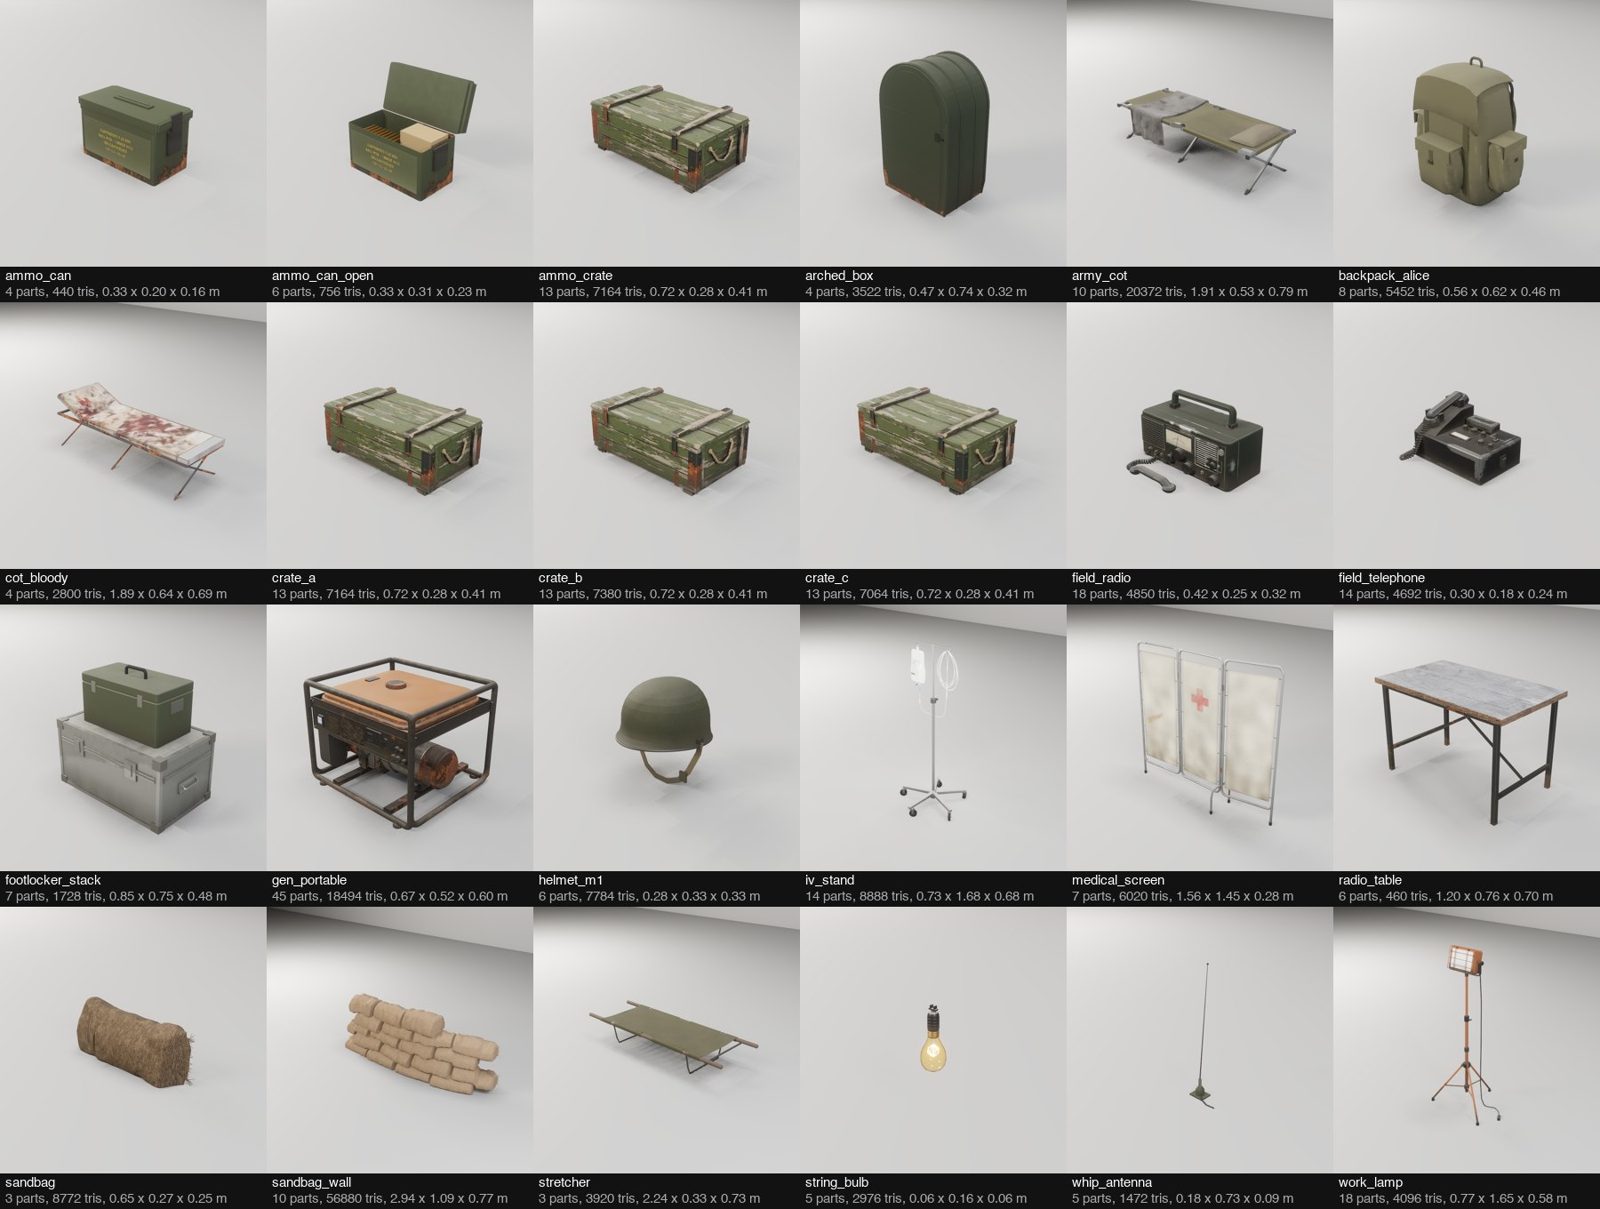 ammo_can
4 parts, 440 tris, 0.33 x 0.20 x 0.16 m
ammo_can_open
6 parts, 756 tris, 0.33 x 0.31 x 0.23 m
ammo_crate
13 parts, 7164 tris, 0.72 x 0.28 x 0.41 m
arched_box
4 parts, 3522 tris, 0.47 x 0.74 x 0.32 m
army_cot
10 parts, 20372 tris, 1.91 x 0.53 x 0.79 m
backpack_alice
8 parts, 5452 tris, 0.56 x 0.62 x 0.46 m
cot_bloody
4 parts, 2800 tris, 1.89 x 0.64 x 0.69 m
crate_a
13 parts, 7164 tris, 0.72 x 0.28 x 0.41 m
crate_b
13 parts, 7380 tris, 0.72 x 0.28 x 0.41 m
crate_c
13 parts, 7064 tris, 0.72 x 0.28 x 0.41 m
field_radio
18 parts, 4850 tris, 0.42 x 0.25 x 0.32 m
field_telephone
14 parts, 4692 tris, 0.30 x 0.18 x 0.24 m
footlocker_stack
7 parts, 1728 tris, 0.85 x 0.75 x 0.48 m
gen_portable
45 parts, 18494 tris, 0.67 x 0.52 x 0.60 m
helmet_m1
6 parts, 7784 tris, 0.28 x 0.33 x 0.33 m
iv_stand
14 parts, 8888 tris, 0.73 x 1.68 x 0.68 m
medical_screen
7 parts, 6020 tris, 1.56 x 1.45 x 0.28 m
radio_table
6 parts, 460 tris, 1.20 x 0.76 x 0.70 m
sandbag
3 parts, 8772 tris, 0.65 x 0.27 x 0.25 m
sandbag_wall
10 parts, 56880 tris, 2.94 x 1.09 x 0.77 m
stretcher
3 parts, 3920 tris, 2.24 x 0.33 x 0.73 m
string_bulb
5 parts, 2976 tris, 0.06 x 0.16 x 0.06 m
whip_antenna
5 parts, 1472 tris, 0.18 x 0.73 x 0.09 m
work_lamp
18 parts, 4096 tris, 0.77 x 1.65 x 0.58 m